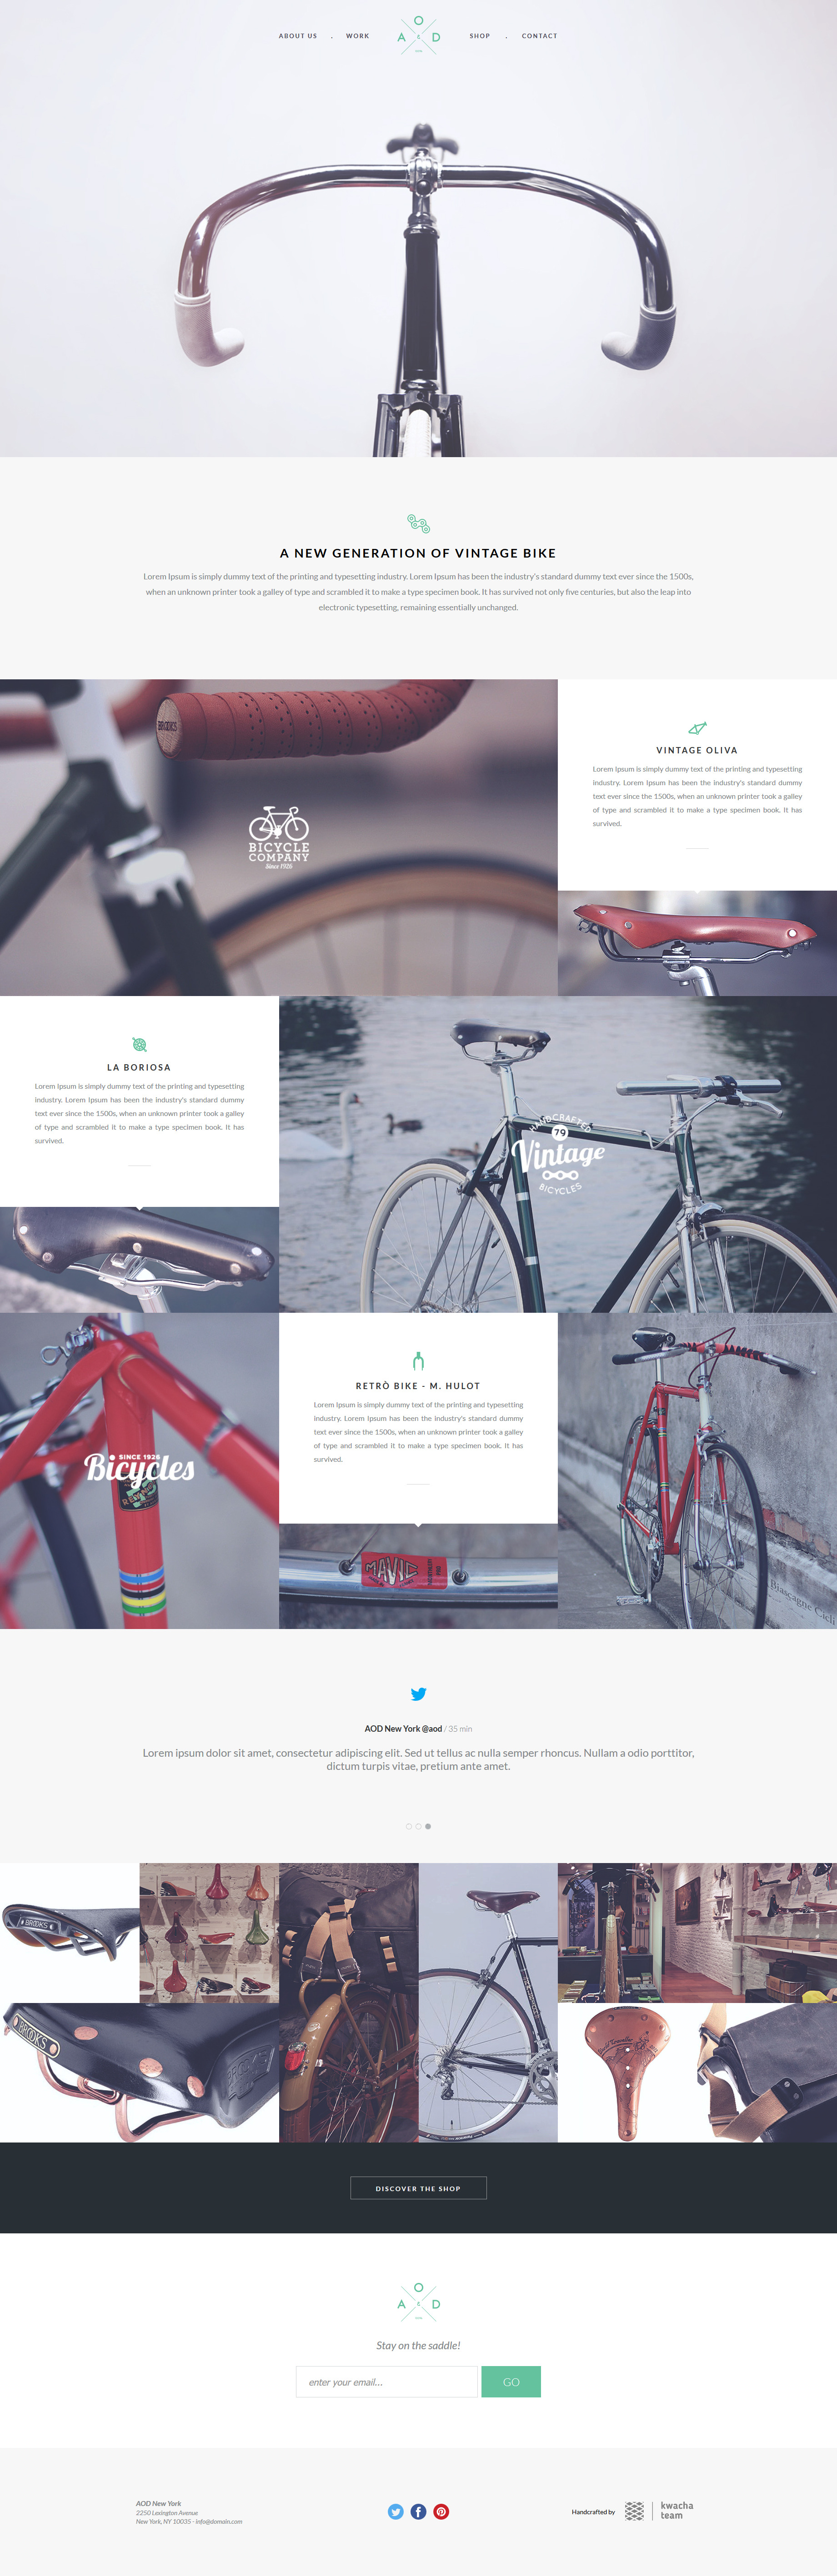 ABOUT US . WORK
A O D
SHOP . CONTACT
A NEW GENERATION OF VINTAGE BIKE
Lorem Ipsum is simply dummy text of the printing and typesetting industry. Lorem Ipsum has been the industry's standard dummy text ever since the 1500s,
when an unknown printer took a galley of type and scrambled it to make a type specimen book. It has survived not only five centuries, but also the leap into
electronic typesetting, remaining essentially unchanged.
BROOKS
BICYCLE
COMPANY
Since 1926
VINTAGE OLIVA
Lorem Ipsum is simply dummy text of the printing and typesetting
industry. Lorem Ipsum has been the industry's standard dummy
text ever since the 1500s, when an unknown printer took a galley
of type and scrambled it to make a type specimen book. It has
survived.
LA BORIOSA
Lorem Ipsum is simply dummy text of the printing and typesetting
industry. Lorem Ipsum has been the industry's standard dummy
text ever since the 1500s, when an unknown printer took a galley
of type and scrambled it to make a type specimen book. It has
survived.
HANDCRAFTED
79
Vintage
BICYCLES
SINCE 1926
Bicycles
RETRÒ BIKE - M. HULOT
Lorem Ipsum is simply dummy text of the printing and typesetting
industry. Lorem Ipsum has been the industry's standard dummy
text ever since the 1500s, when an unknown printer took a galley
of type and scrambled it to make a type specimen book. It has
survived.
MAVIC
Biascagne Cicli
AOD New York @aod / 35 min
Lorem ipsum dolor sit amet, consectetur adipiscing elit. Sed ut tellus ac nulla semper rhoncus. Nullam a odio porttitor,
dictum turpis vitae, pretium ante amet.
BROOKS
BROOKS
BROOKS
World Traveller
DISCOVER THE SHOP
A O D
Stay on the saddle!
enter your email...
GO
AOD New York
2250 Lexington Avenue
New York, NY 10035 - info@domain.com
Handcrafted by
kwacha
team